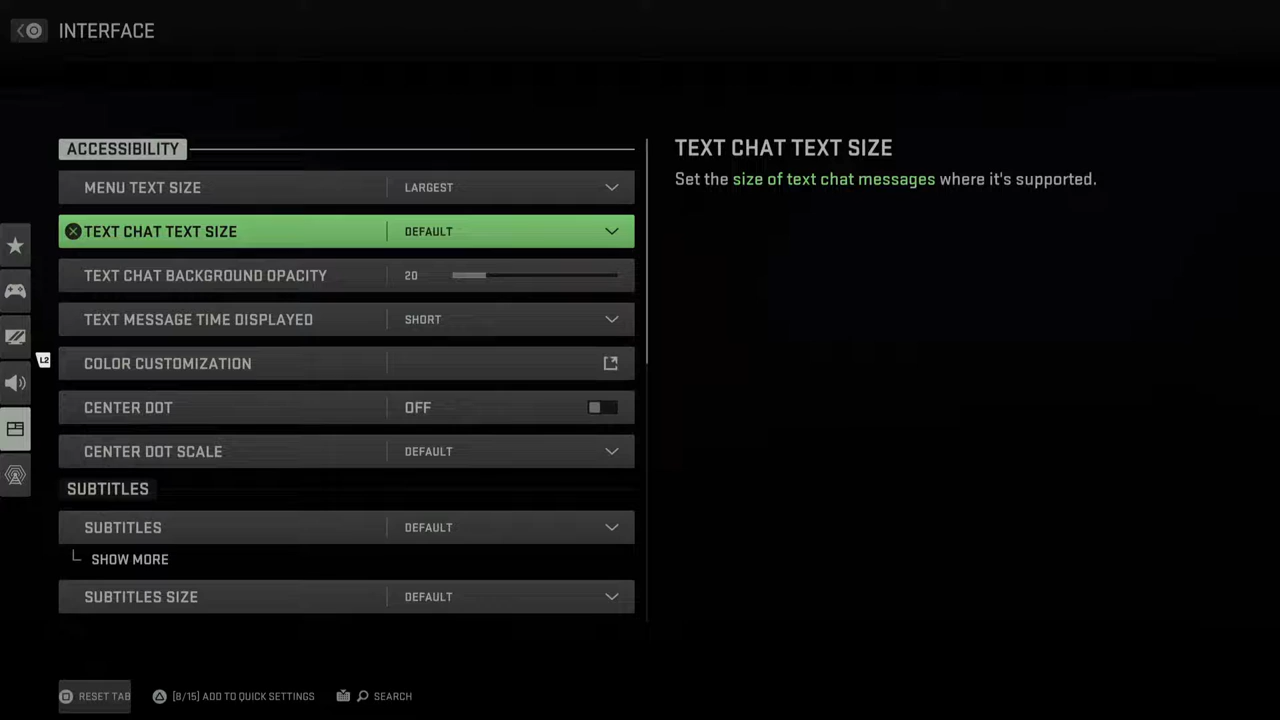 INTERFACE
ACCESSIBILITY
MENU TEXT SIZE LARGEST
TEXT CHAT TEXT SIZE DEFAULT
TEXT CHAT BACKGROUND OPACITY 20
TEXT MESSAGE TIME DISPLAYED SHORT
L2
COLOR CUSTOMIZATION
CENTER DOT OFF
CENTER DOT SCALE DEFAULT
SUBTITLES
SUBTITLES DEFAULT
SHOW MORE
SUBTITLES SIZE DEFAULT
TEXT CHAT TEXT SIZE
Set the size of text chat messages where it's supported.
RESET TAB [8/15] ADD TO QUICK SETTINGS SEARCH